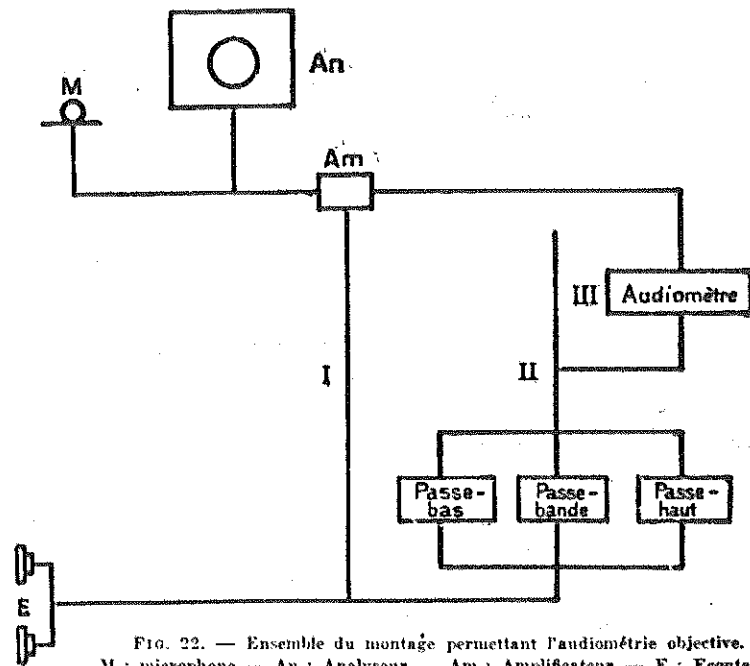 M
An
Am
III
Audiomètre
I
II
Passe-
bas
Passe-
bande
Passe-
haut
E
FIG. 22. — Ensemble du montage permettant l'audiométrie objective.
M : microphone — An : Analyseur — Am : Amplificateur — E :